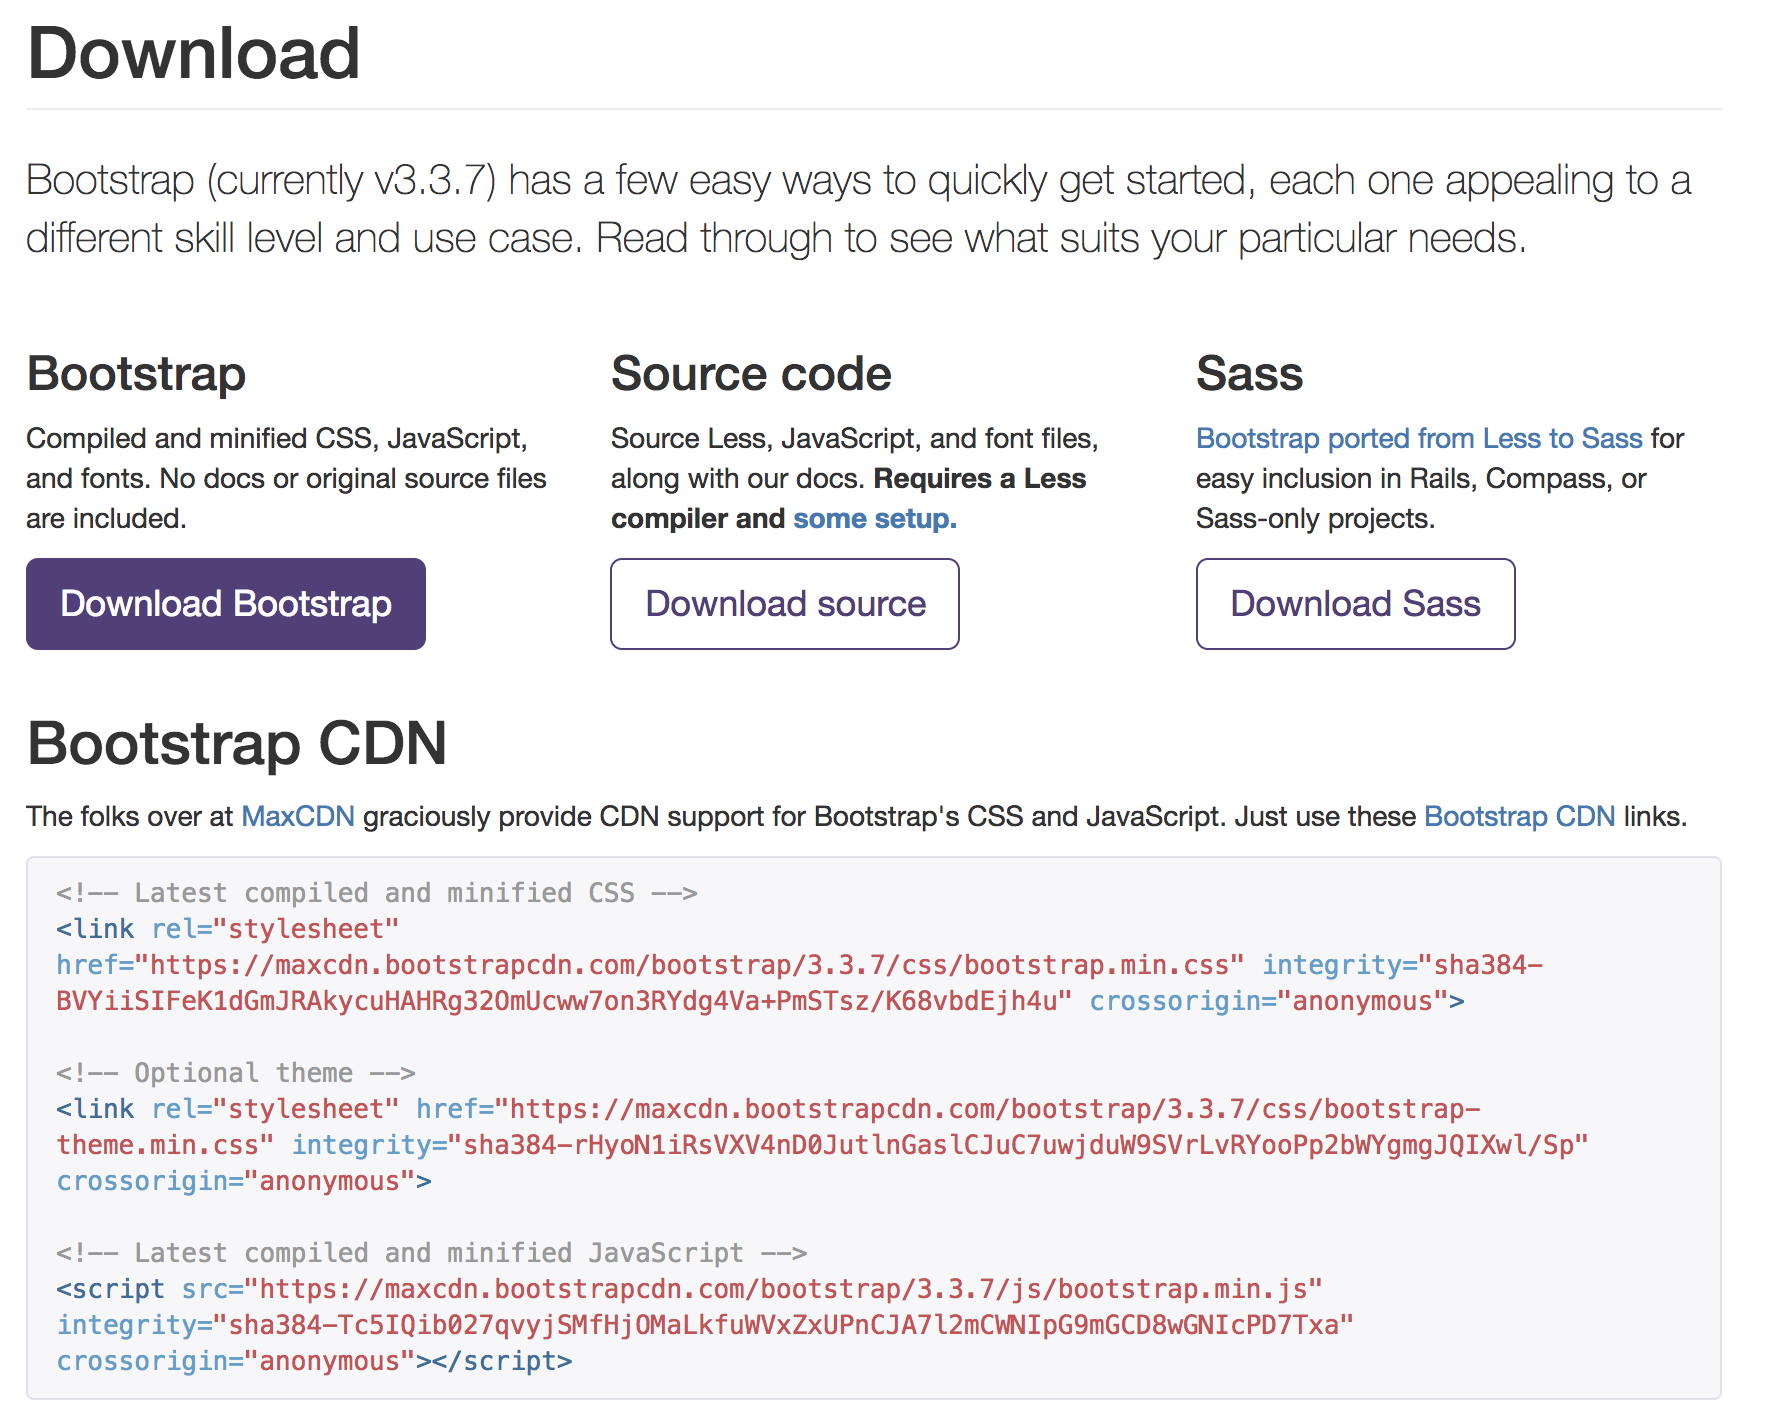 Download
Bootstrap (currently v3.3.7) has a few easy ways to quickly get started, each one appealing to a
different skill level and use case. Read through to see what suits your particular needs.
Bootstrap
Compiled and minified CSS, JavaScript,
and fonts. No docs or original source files
are included.
Download Bootstrap
Source code
Source Less, JavaScript, and font files,
along with our docs. Requires a Less
compiler and some setup.
Download source
Sass
Bootstrap ported from Less to Sass for
easy inclusion in Rails, Compass, or
Sass-only projects.
Download Sass
Bootstrap CDN
The folks over at MaxCDN graciously provide CDN support for Bootstrap's CSS and JavaScript. Just use these Bootstrap CDN links.
<!-- Latest compiled and minified CSS -->
<link rel="stylesheet"
href="https://maxcdn.bootstrapcdn.com/bootstrap/3.3.7/css/bootstrap.min.css" integrity="sha384-
BVYiiSIFeK1dGmJRAkycuHAHRg32OmUcww7on3RYdg4Va+PmSTsz/K68vbdEjh4u" crossorigin="anonymous">
<!-- Optional theme -->
<link rel="stylesheet" href="https://maxcdn.bootstrapcdn.com/bootstrap/3.3.7/css/bootstrap-
theme.min.css" integrity="sha384-rHyoN1iRsVXV4nD0JutlnGaslCJuC7uwjduW9SVrLvRYooPp2bWYgmgJQIXwl/Sp"
crossorigin="anonymous">
<!-- Latest compiled and minified JavaScript -->
<script src="https://maxcdn.bootstrapcdn.com/bootstrap/3.3.7/js/bootstrap.min.js"
integrity="sha384-Tc5IQib027qvyjSMfHjOMaLkfuWVxZxUPnCJA7l2mCWNIpG9mGCD8wGNIcPD7Txa"
crossorigin="anonymous"></script>